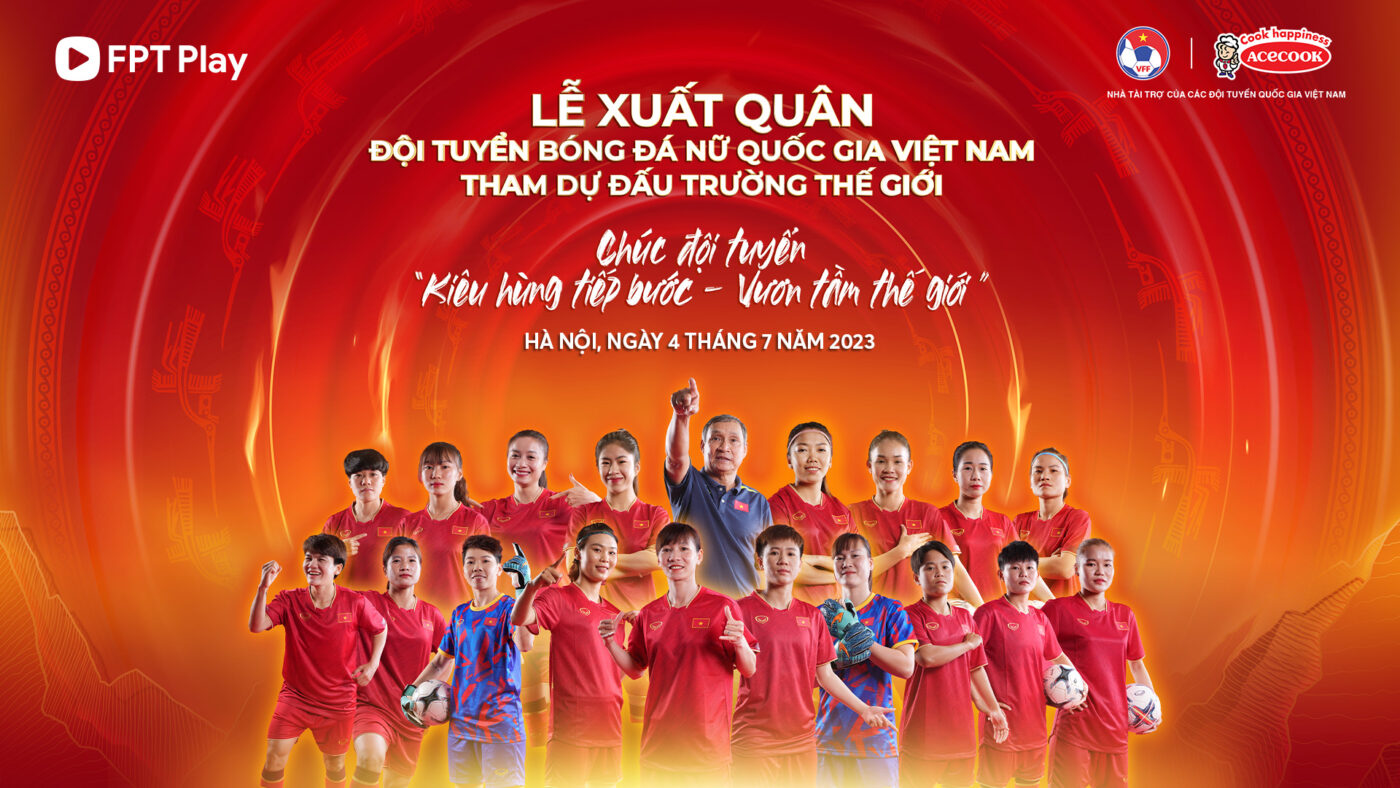 FPT Play
VFF
Cook happiness
ACECOOK
NHÀ TÀI TRỢ CỦA CÁC ĐỘI TUYỂN QUỐC GIA VIỆT NAM
LỄ XUẤT QUÂN
ĐỘI TUYỂN BÓNG ĐÁ NỮ QUỐC GIA VIỆT NAM
THAM DỰ ĐẤU TRƯỜNG THẾ GIỚI
Chúc đội tuyển
“Kiêu hùng tiếp bước – Vươn tầm thế giới”
HÀ NỘI, NGÀY 4 THÁNG 7 NĂM 2023